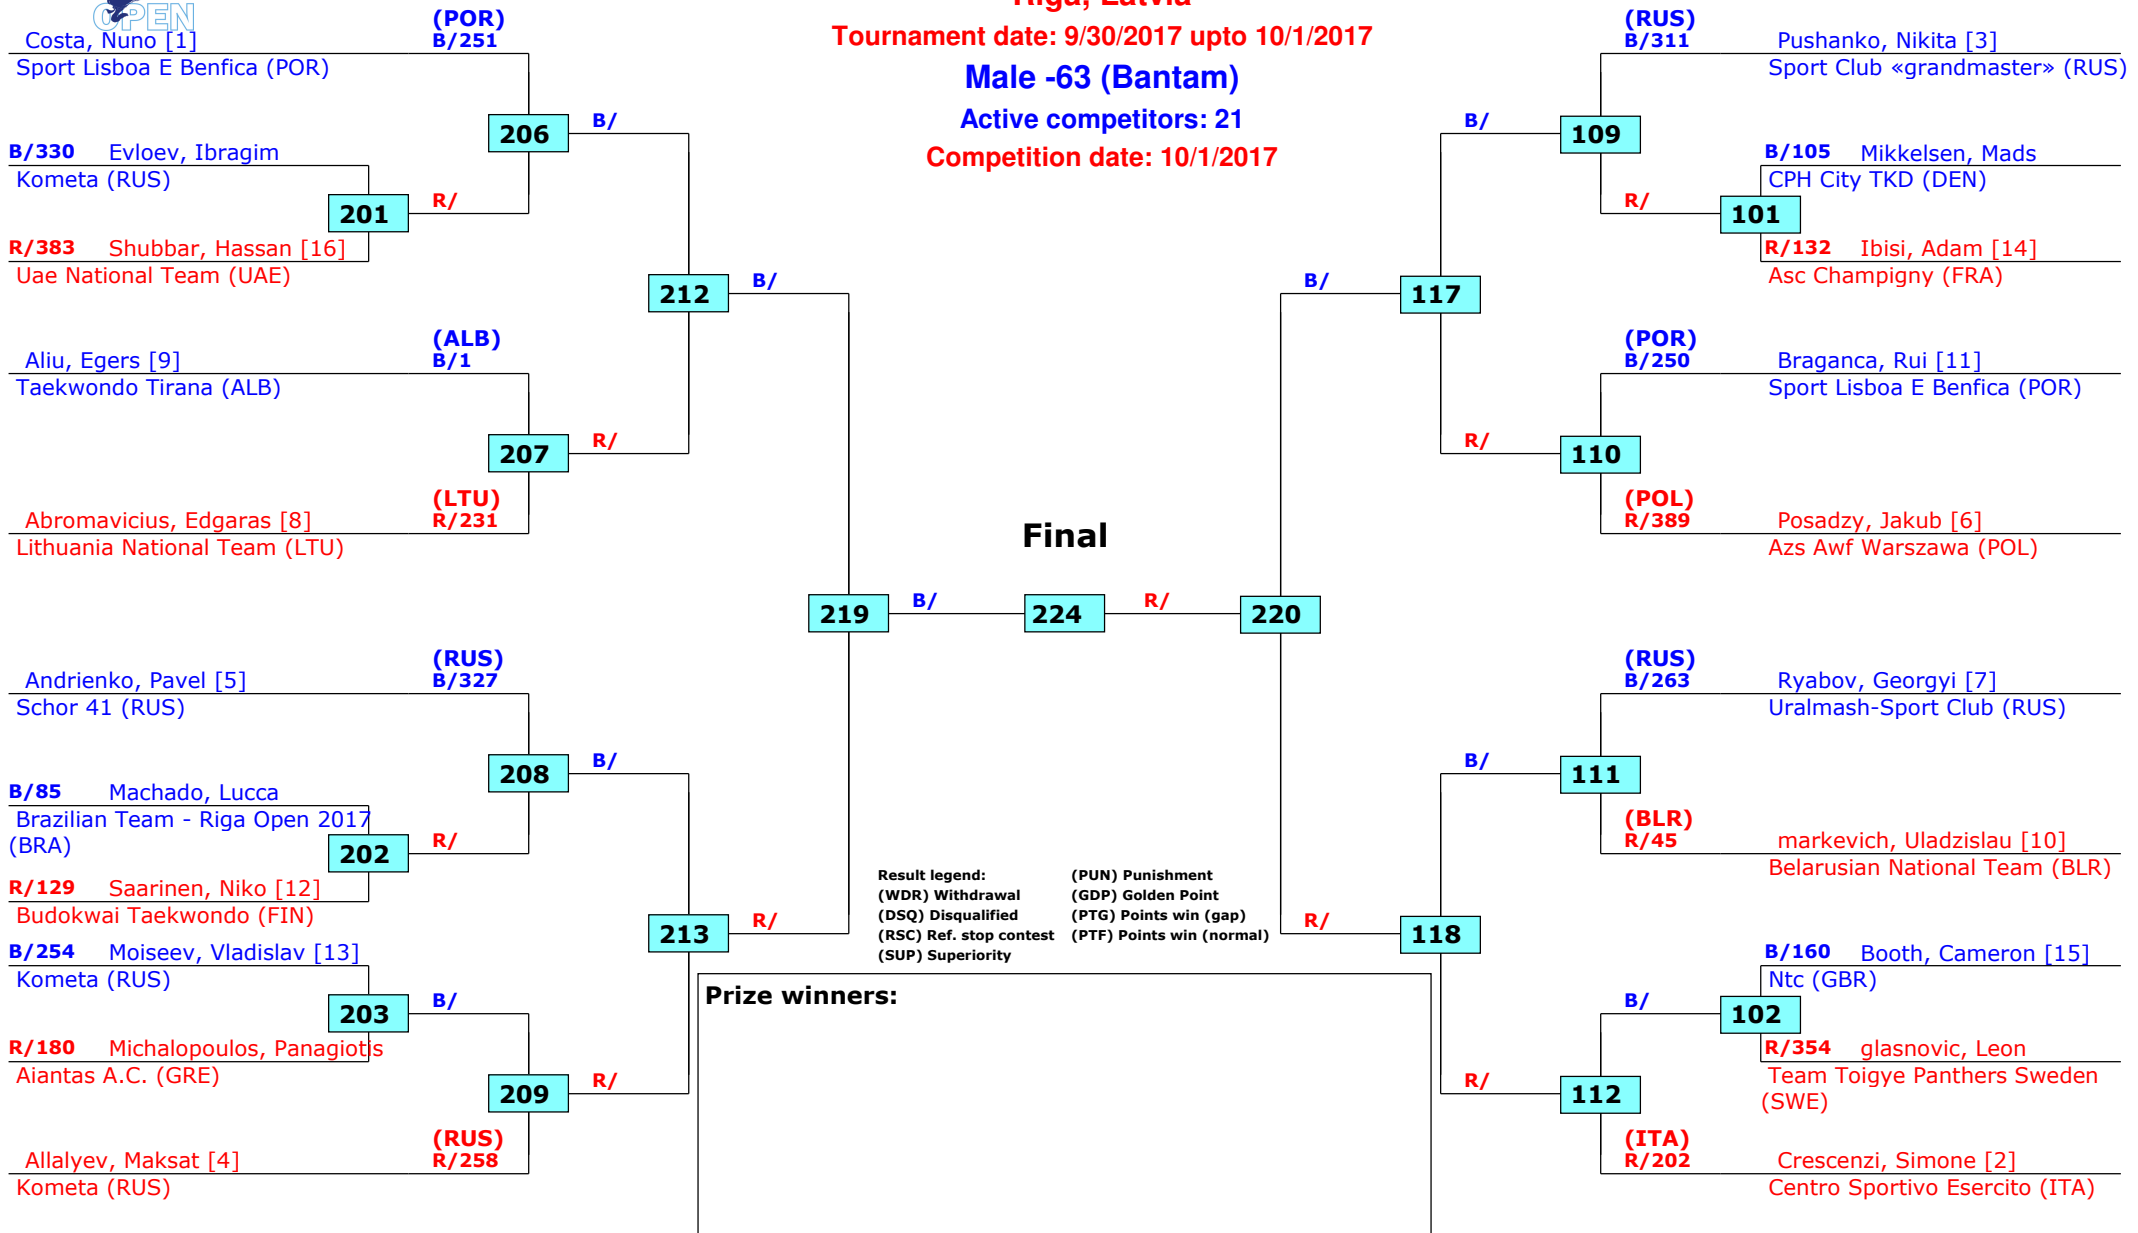 OPEN
Riga, Latvia
Tournament date: 9/30/2017 upto 10/1/2017
Male -63 (Bantam)
Active competitors: 21
Competition date: 10/1/2017
(POR)
Costa, Nuno [1] B/251
Sport Lisboa E Benfica (POR)
206 B/
B/330 Evloev, Ibragim
Kometa (RUS)
201 R/
R/383 Shubbar, Hassan [16]
Uae National Team (UAE)
212 B/
(ALB)
Aliu, Egers [9] B/1
Taekwondo Tirana (ALB)
207 R/
(LTU)
Abromavicius, Edgaras [8] R/231
Lithuania National Team (LTU)
219 B/
(RUS)
Andrienko, Pavel [5] B/327
Schor 41 (RUS)
208 B/
B/85 Machado, Lucca
Brazilian Team - Riga Open 2017
(BRA)
202 R/
R/129 Saarinen, Niko [12]
Budokwai Taekwondo (FIN)
213 R/
B/254 Moiseev, Vladislav [13]
Kometa (RUS)
203 B/
R/180 Michalopoulos, Panagiotis
Aiantas A.C. (GRE)
209 R/
(RUS)
Allalyev, Maksat [4] R/258
Kometa (RUS)
Final
224
R/ 220
(RUS)
B/311 Pushanko, Nikita [3]
Sport Club «grandmaster» (RUS)
B/ 109
B/105 Mikkelsen, Mads
CPH City TKD (DEN)
R/ 101
R/132 Ibisi, Adam [14]
Asc Champigny (FRA)
B/ 117
(POR)
B/250 Braganca, Rui [11]
Sport Lisboa E Benfica (POR)
R/ 110
(POL)
R/389 Posadzy, Jakub [6]
Azs Awf Warszawa (POL)
(RUS)
B/263 Ryabov, Georgyi [7]
Uralmash-Sport Club (RUS)
B/ 111
(BLR)
R/45 markevich, Uladzislau [10]
Belarusian National Team (BLR)
R/ 118
B/160 Booth, Cameron [15]
Ntc (GBR)
B/ 102
R/354 glasnovic, Leon
Team Toigye Panthers Sweden
(SWE)
R/ 112
(ITA)
R/202 Crescenzi, Simone [2]
Centro Sportivo Esercito (ITA)
Result legend: (PUN) Punishment
(WDR) Withdrawal (GDP) Golden Point
(DSQ) Disqualified (PTG) Points win (gap)
(RSC) Ref. stop contest (PTF) Points win (normal)
(SUP) Superiority
Prize winners: